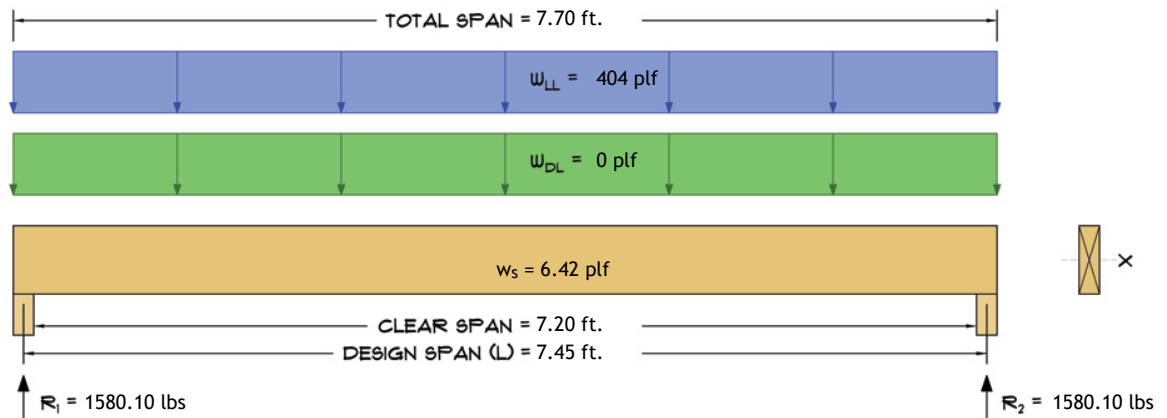 TOTAL SPAN = 7.70 ft.
WLL = 404 plf
WDL = 0 plf
ws = 6.42 plf
X
CLEAR SPAN = 7.20 ft.
DESIGN SPAN (L) = 7.45 ft.
R1 = 1580.10 lbs
R2 = 1580.10 lbs